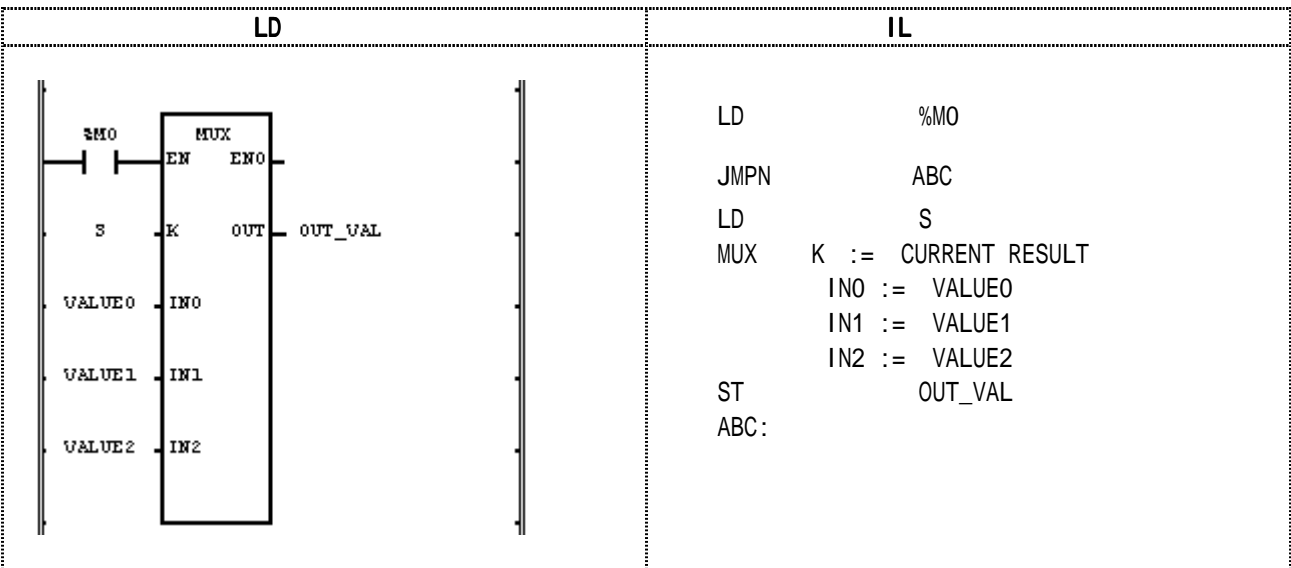 LD
IL
%M0 MUX
EN ENO
S K OUT OUT_VAL
VALUE0 IN0
VALUE1 IN1
VALUE2 IN2
LD %M0
JMPN ABC
LD S
MUX K := CURRENT RESULT
IN0 := VALUE0
IN1 := VALUE1
IN2 := VALUE2
ST OUT_VAL
ABC: